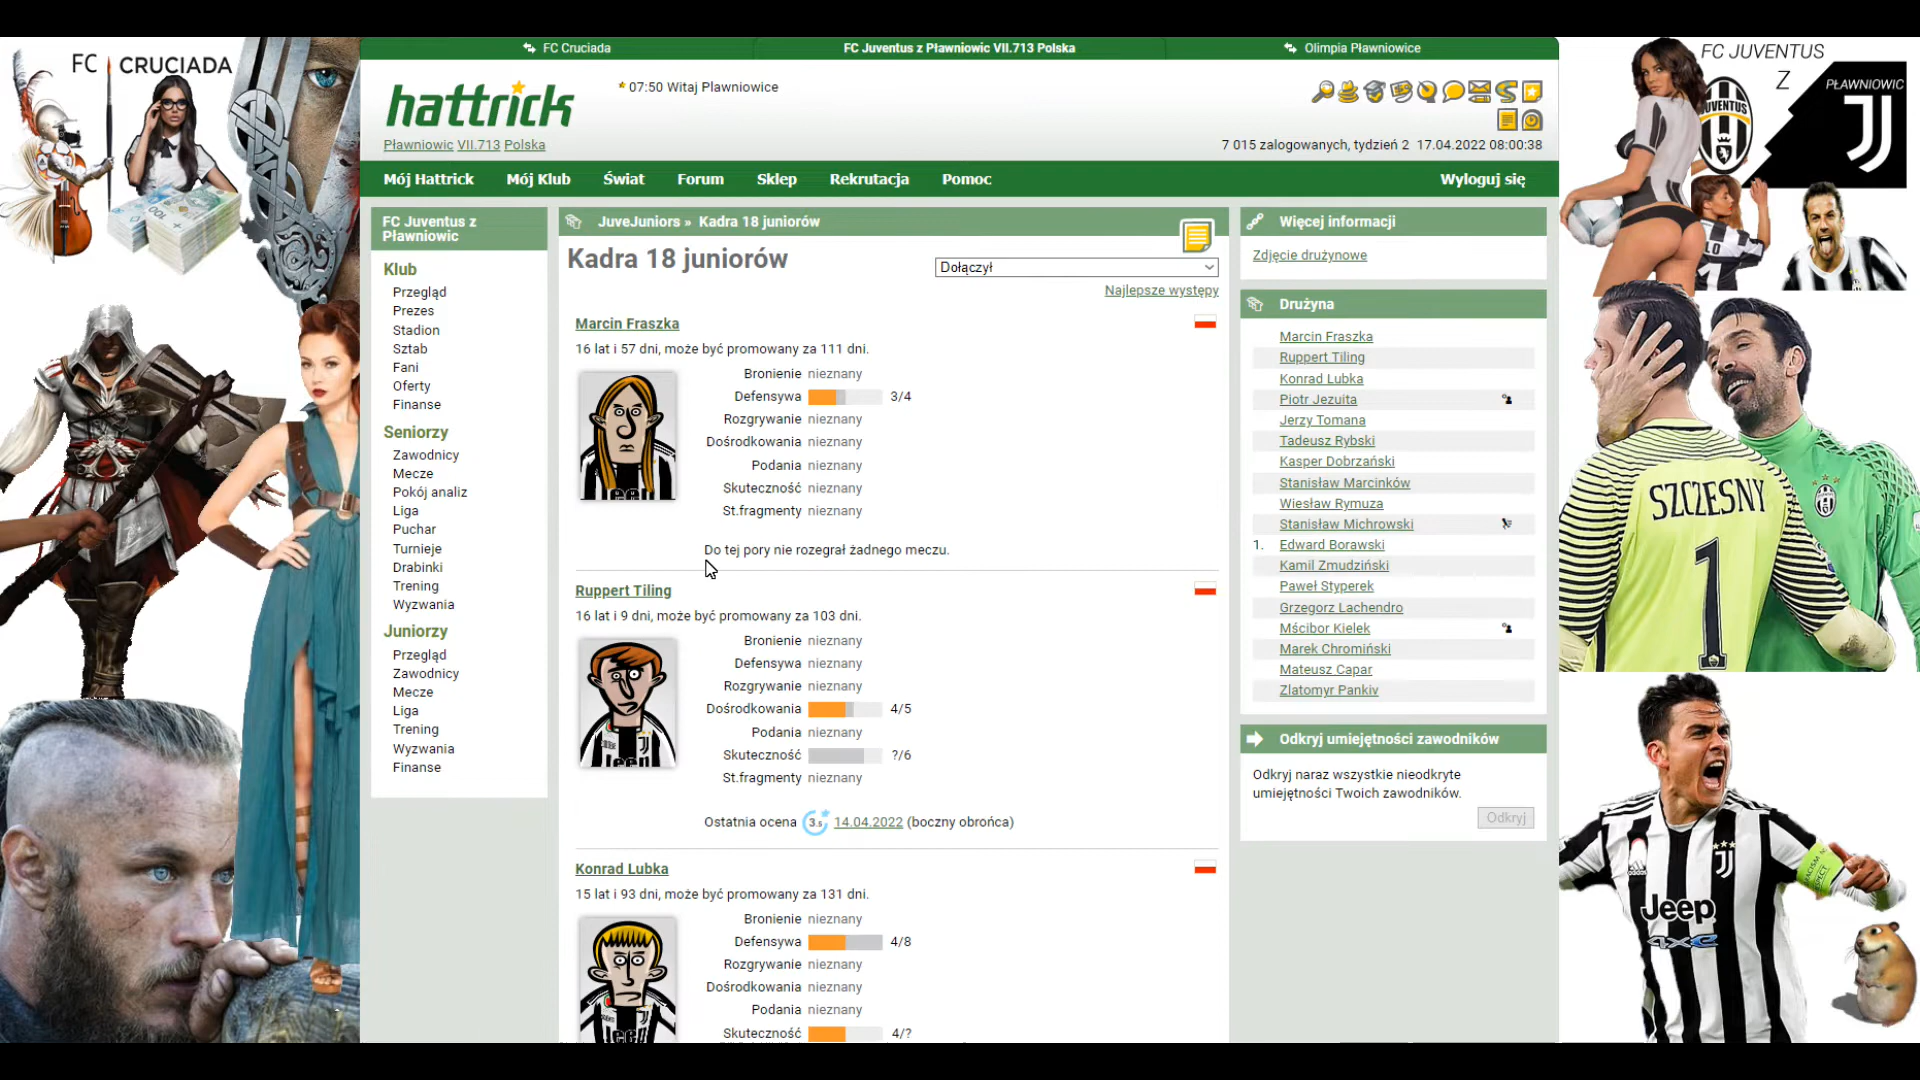 FC CRUCIADA
FC Cruciada
FC Juventus z Pławniowic VII.713 Polska
Olimpia Pławniowice
FC JUVENTUS
Z
PŁAWNIOWIC
JUVENTUS
hattrick
07:50 Witaj Plawniowice
Pławniowic VII.713 Polska
7 015 zalogowanych, tydzień 2 17.04.2022 08:00:38
Mój Hattrick
Mój Klub
Świat
Forum
Sklep
Rekrutacja
Pomoc
Wyloguj się
FC Juventus z
Pławniowic
Klub
Przegląd
Prezes
Stadion
Sztab
Fani
Oferty
Finanse
Seniorzy
Zawodnicy
Mecze
Pokój analiz
Liga
Puchar
Turnieje
Drabinki
Trening
Wyzwania
Juniorzy
Przegląd
Zawodnicy
Mecze
Liga
Trening
Wyzwania
Finanse
JuveJuniors » Kadra 18 juniorów
Kadra 18 juniorów
Dołączył
Najlepsze występy
Marcin Fraszka
16 lat i 57 dni, może być promowany za 111 dni.
Bronienie nieznany
Defensywa 3/4
Rozgrywanie nieznany
Dośrodkowania nieznany
Podania nieznany
Skuteczność nieznany
St.fragmenty nieznany
Do tej pory nie rozegrał żadnego meczu.
Ruppert Tiling
16 lat i 9 dni, może być promowany za 103 dni.
Bronienie nieznany
Defensywa nieznany
Rozgrywanie nieznany
Dośrodkowania 4/5
Podania nieznany
Skuteczność ?/6
St.fragmenty nieznany
Ostatnia ocena 3.5 14.04.2022 (boczny obrońca)
Konrad Lubka
15 lat i 93 dni, może być promowany za 131 dni.
Bronienie nieznany
Defensywa 4/8
Rozgrywanie nieznany
Dośrodkowania nieznany
Podania nieznany
Skuteczność 4/?
Więcej informacji
Zdjęcie drużynowe
Drużyna
Marcin Fraszka
Ruppert Tiling
Konrad Lubka
Piotr Jezuita
Jerzy Tomana
Tadeusz Rybski
Kasper Dobrzański
Stanisław Marcinków
Wiesław Rymuza
Stanisław Michrowski
1. Edward Borawski
Kamil Zmudziński
Paweł Styperek
Grzegorz Lachendro
Mścibor Kielek
Marek Chromiński
Mateusz Capar
Zlatomyr Pankiv
Odkryj umiejętności zawodników
Odkryj naraz wszystkie nieodkryte
umiejętności Twoich zawodników.
Odkryj
SZCZESNY
1
Jeep
4xe